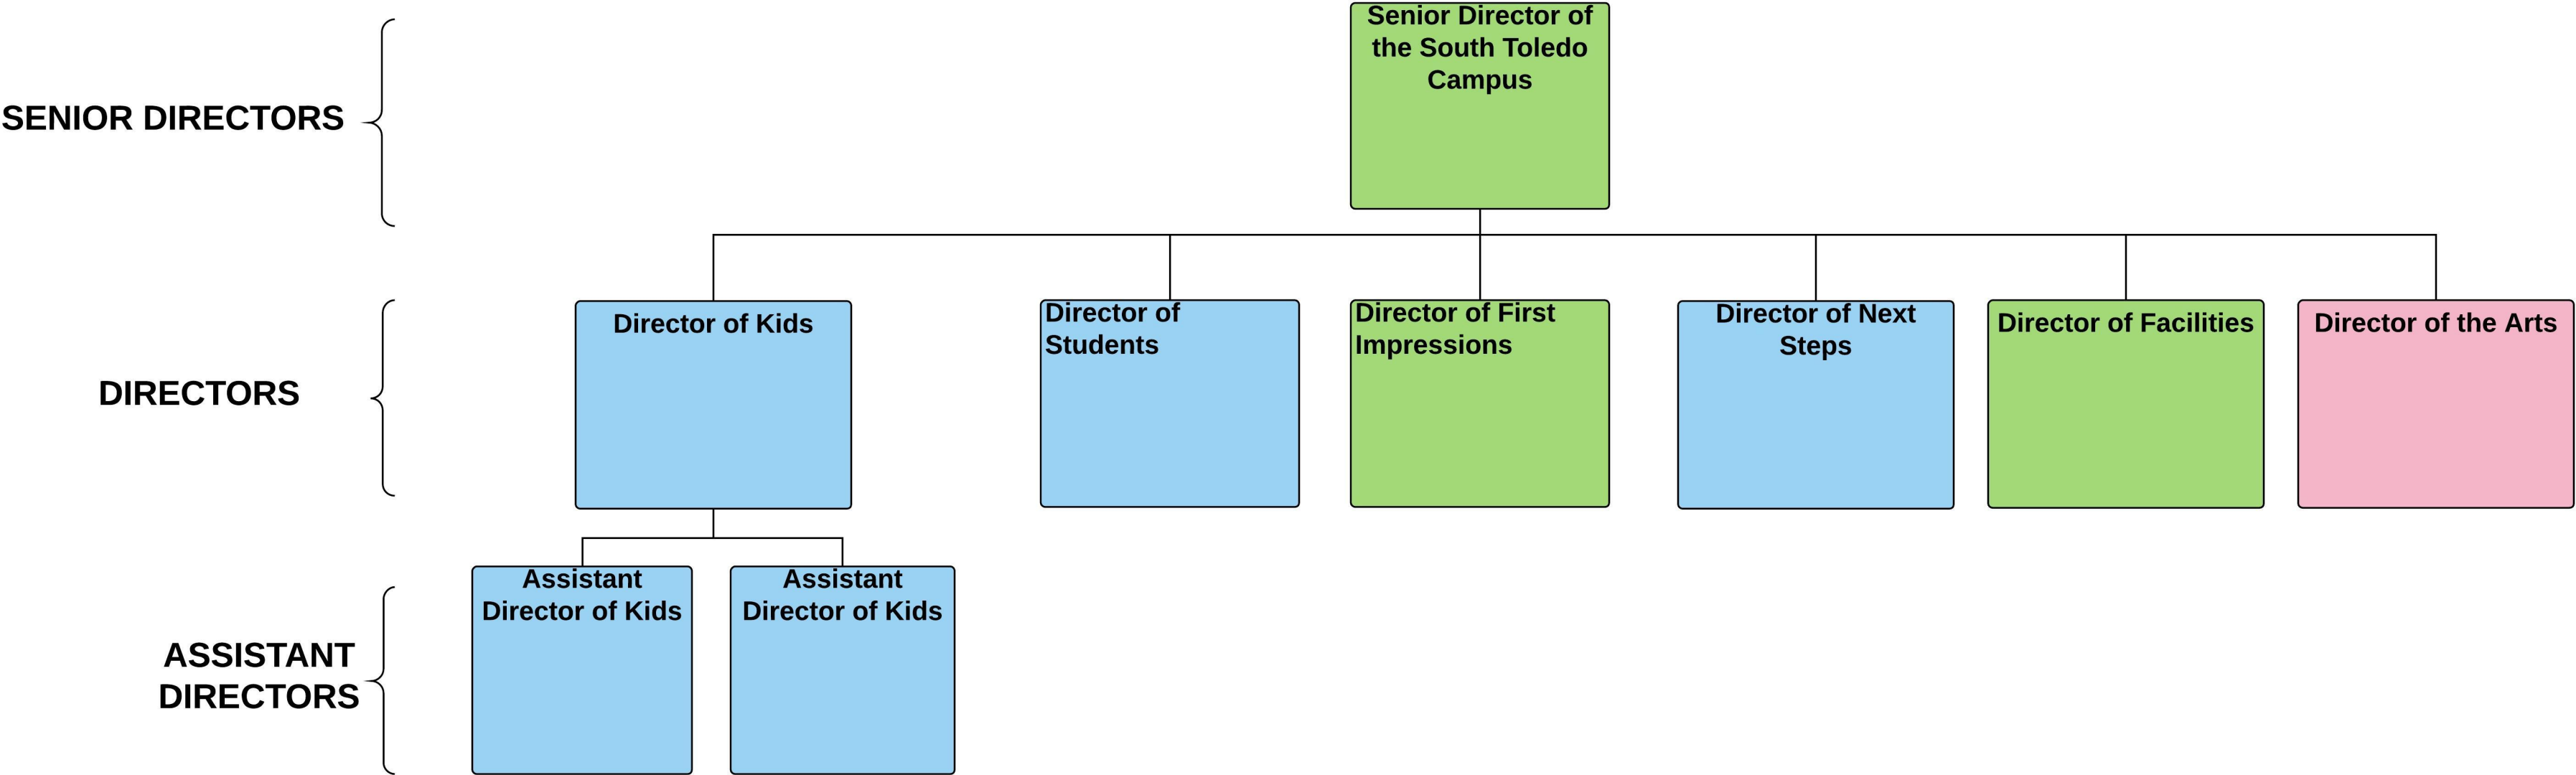 Senior Director of
the South Toledo
Campus
SENIOR DIRECTORS
DIRECTORS
Director of Kids
Director of
Students
Director of First
Impressions
Director of Next
Steps
Director of Facilities
Director of the Arts
ASSISTANT
DIRECTORS
Assistant
Director of Kids
Assistant
Director of Kids